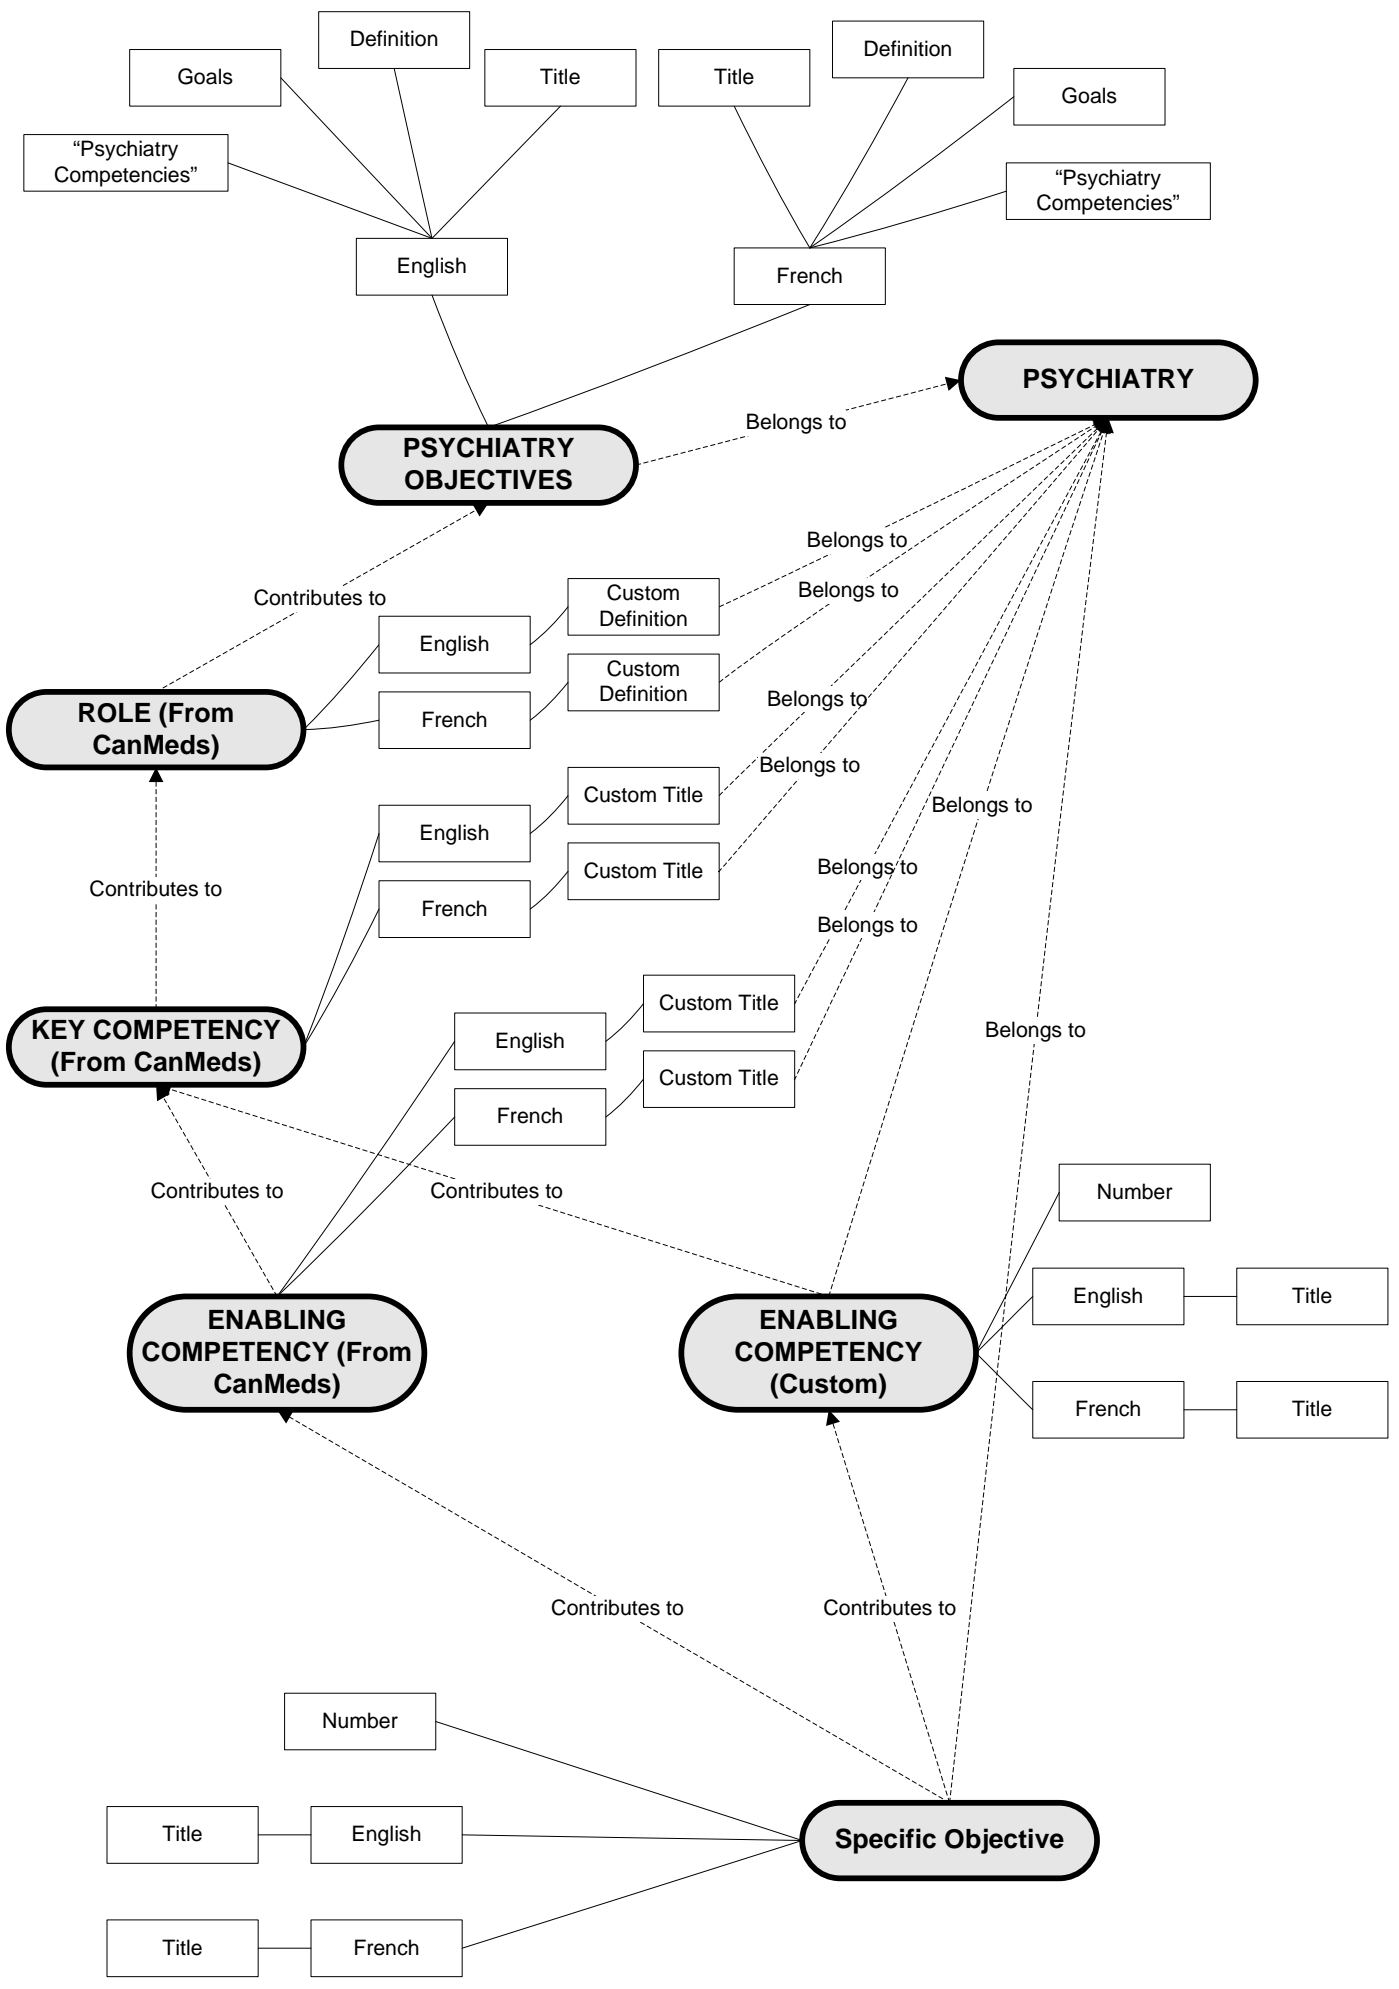 Definition
Definition
Goals
Title
Title
Goals
“Psychiatry
Competencies”
“Psychiatry
Competencies”
English
French
PSYCHIATRY
Belongs to
PSYCHIATRY
OBJECTIVES
Belongs to
Contributes to
Custom
Definition
Belongs to
English
Custom
Definition
Belongs to
French
ROLE (From
CanMeds)
Belongs to
Custom Title
Belongs to
English
Custom Title
Belongs to
Contributes to
French
Belongs to
Belongs to
Custom Title
KEY COMPETENCY
(From CanMeds)
English
Belongs to
Custom Title
French
Contributes to
Contributes to
Number
ENABLING
COMPETENCY (From
CanMeds)
ENABLING
COMPETENCY
(Custom)
English
Title
French
Title
Contributes to
Contributes to
Number
Title
English
Specific Objective
Title
French